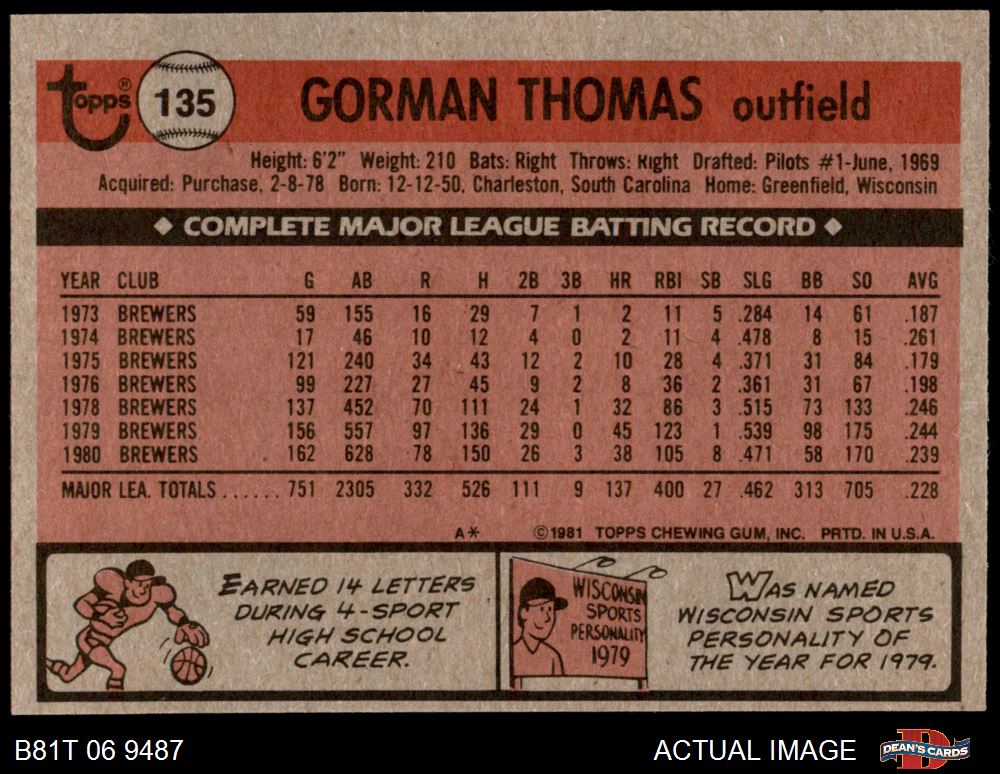 Topps® 135 GORMAN THOMAS outfield
Height: 6'2" Weight: 210 Bats: Right Throws: Right Drafted: Pilots #1-June, 1969
Acquired: Purchase, 2-8-78 Born: 12-12-50, Charleston, South Carolina Home: Greenfield, Wisconsin
◆ COMPLETE MAJOR LEAGUE BATTING RECORD ◆
YEAR CLUB G AB R H 2B 3B HR RBI SB SLG BB SO AVG
1973 BREWERS 59 155 16 29 7 1 2 11 5 .284 14 61 .187
1974 BREWERS 17 46 10 12 4 0 2 11 4 .478 8 15 .261
1975 BREWERS 121 240 34 43 12 2 10 28 4 .371 31 84 .179
1976 BREWERS 99 227 27 45 9 2 8 36 2 .361 31 67 .198
1978 BREWERS 137 452 70 111 24 1 32 86 3 .515 73 133 .246
1979 BREWERS 156 557 97 136 29 0 45 123 1 .539 98 175 .244
1980 BREWERS 162 628 78 150 26 3 38 105 8 .471 58 170 .239
MAJOR LEA. TOTALS ...... 751 2305 332 526 111 9 137 400 27 .462 313 705 .228
A* ©1981 TOPPS CHEWING GUM, INC. PRTD. IN U.S.A.
EARNED 14 LETTERS
DURING 4-SPORT
HIGH SCHOOL
CAREER.
WISCONSIN
SPORTS
PERSONALITY
1979
WAS NAMED
WISCONSIN SPORTS
PERSONALITY OF
THE YEAR FOR 1979.
B81T 06 9487 ACTUAL IMAGE DEAN'S CARDS